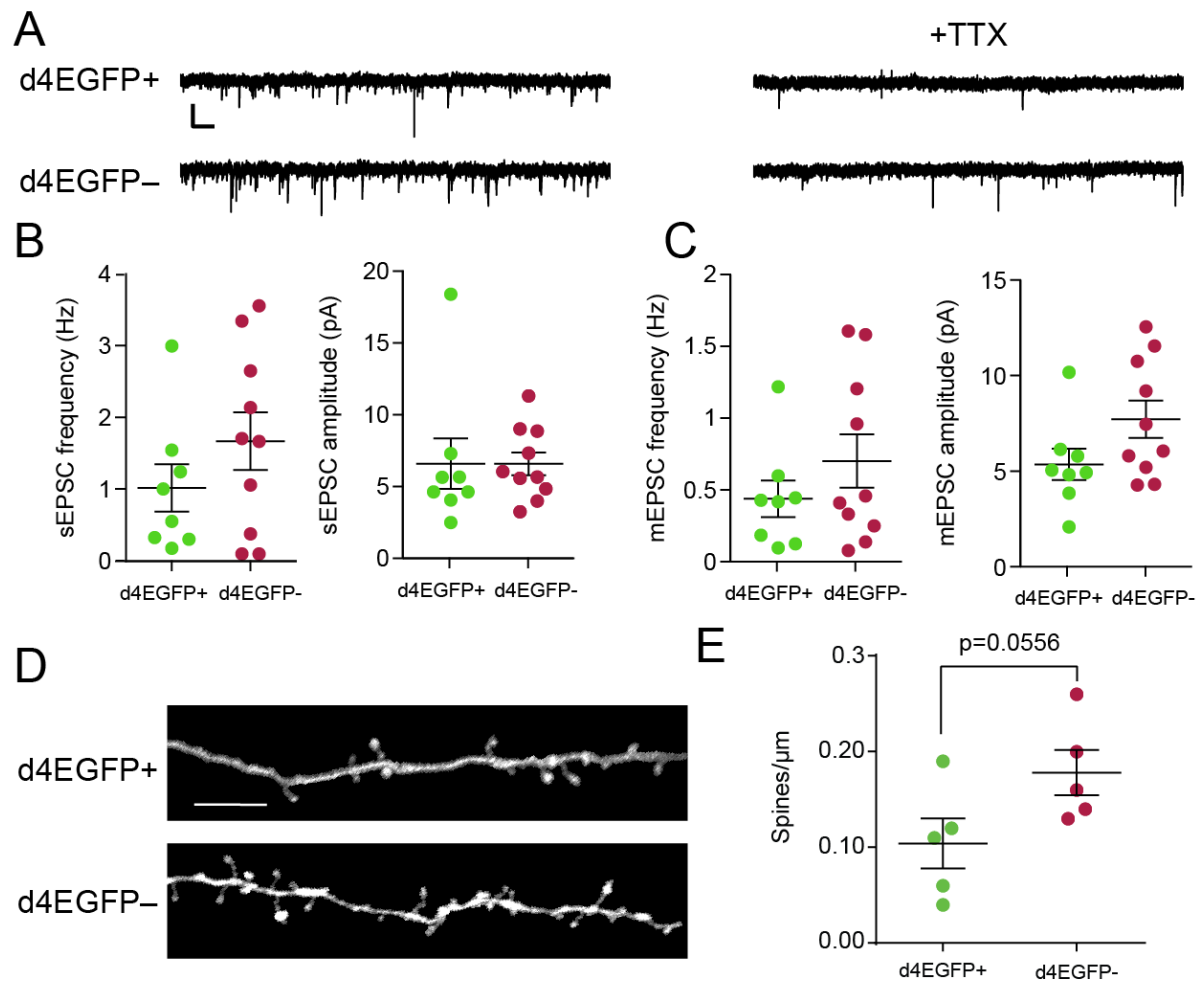 A
+TTX
d4EGFP+
d4EGFP–
B
sEPSC frequency (Hz)
4
3
2
1
0
d4EGFP+ d4EGFP-
sEPSC amplitude (pA)
20
15
10
5
0
d4EGFP+ d4EGFP-
C
mEPSC frequency (Hz)
2
1.5
1
0.5
0
d4EGFP+ d4EGFP-
mEPSC amplitude (pA)
15
10
5
0
d4EGFP+ d4EGFP-
D
d4EGFP+
d4EGFP–
E
p=0.0556
Spines/µm
0.3
0.20
0.10
0.00
d4EGFP+ d4EGFP-